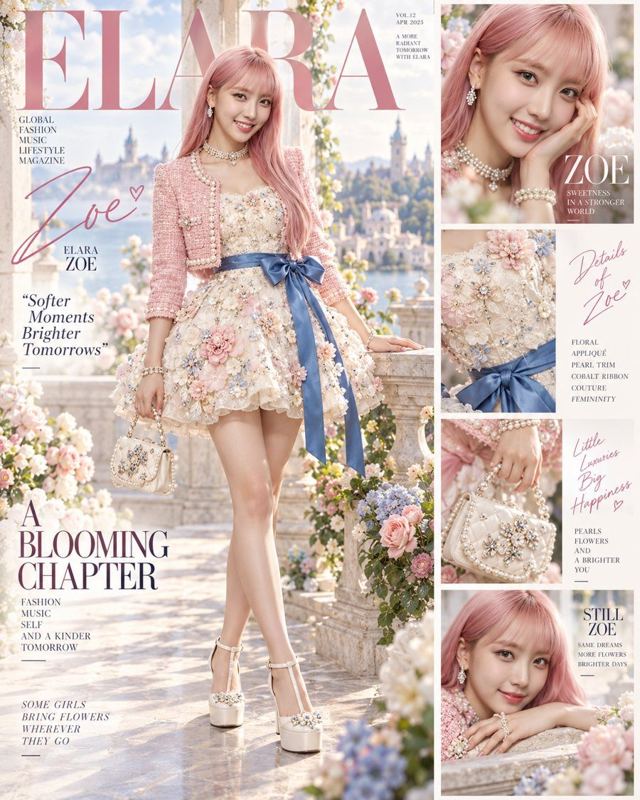 ELARA
VOL.12
APR 2025
A MORE
RADIANT
TOMORROW
WITH ELARA
GLOBAL
FASHION
MUSIC
LIFESTYLE
MAGAZINE
Zoe
ELARA
ZOE
“Softer
Moments
Brighter
Tomorrows”
A
BLOOMING
CHAPTER
FASHION
MUSIC
SELF
AND A KINDER
TOMORROW
SOME GIRLS
BRING FLOWERS
WHEREVER
THEY GO
ZOE
SWEETNESS
IN A STRONGER
WORLD
Details
of
Zoe
FLORAL
APPLIQUÉ
PEARL TRIM
COBALT RIBBON
COUTURE
FEMININITY
Little
Luxuries
Big
Happiness
PEARLS
FLOWERS
AND
A BRIGHTER
YOU
STILL
ZOE
SAME DREAMS
MORE FLOWERS
BRIGHTER DAYS